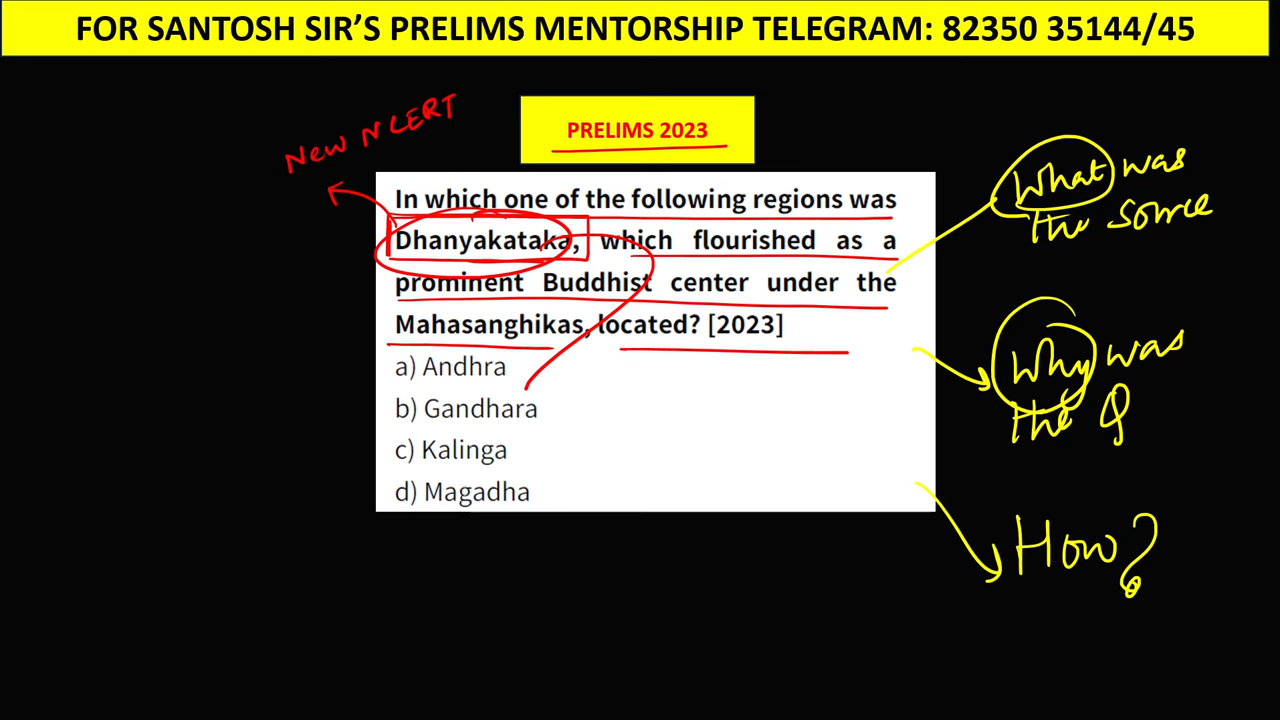 FOR SANTOSH SIR’S PRELIMS MENTORSHIP TELEGRAM: 82350 35144/45
New NCERT
PRELIMS 2023
In which one of the following regions was
Dhanyakataka, which flourished as a
prominent Buddhist center under the
Mahasanghikas, located? [2023]
a) Andhra
b) Gandhara
c) Kalinga
d) Magadha
What was
the source
Why was
the Q
How?